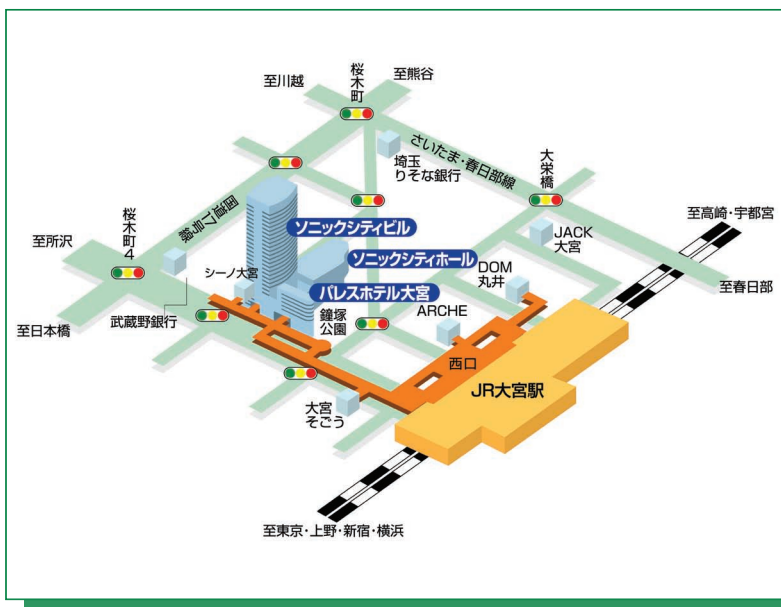 至川越
桜木町
至熊谷
さいたま・春日部線
埼玉
りそな銀行
大栄橋
至高崎・宇都宮
国道17号線
桜木町4
至所沢
ソニックシティビル
ソニックシティホール
パレスホテル大宮
JACK
大宮
DOM
丸井
至春日部
シーノ大宮
武蔵野銀行
鐘塚
公園
ARCHE
至日本橋
西口
JR大宮駅
大宮
そごう
至東京・上野・新宿・横浜